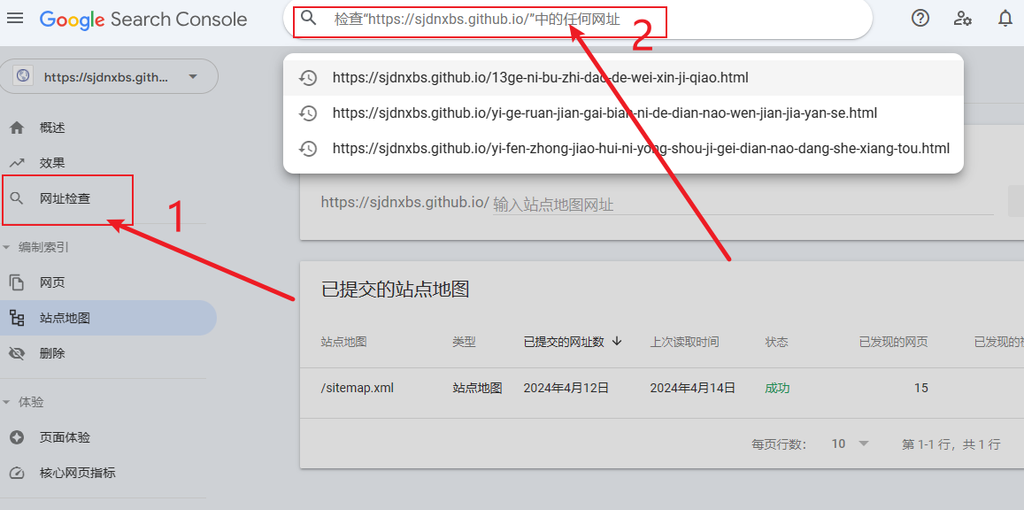 Google Search Console
检查“https://sjdnxbs.github.io/”中的任何网址
2
https://sjdnxbs.github.io/13ge-ni-bu-zhi-dao-de-wei-xin-ji-qiao.html
https://sjdnxbs.github.io/yi-ge-ruan-jian-gai-bian-ni-de-dian-nao-wen-jian-jia-yan-se.html
https://sjdnxbs.github.io/yi-fen-zhong-jiao-hui-ni-yong-shou-ji-gei-dian-nao-dang-she-xiang-tou.html
https://sjdnxbs.gith...
概述
效果
网址检查
1
编制索引
网页
站点地图
删除
体验
页面体验
核心网页指标
https://sjdnxbs.github.io/ 输入站点地图网址
已提交的站点地图
站点地图 类型 已提交的网址数 上次读取时间 状态 已发现的网页 已发现的
/sitemap.xml 站点地图 2024年4月12日 2024年4月14日 成功 15
每页行数： 10 第 1-1 行，共 1 行